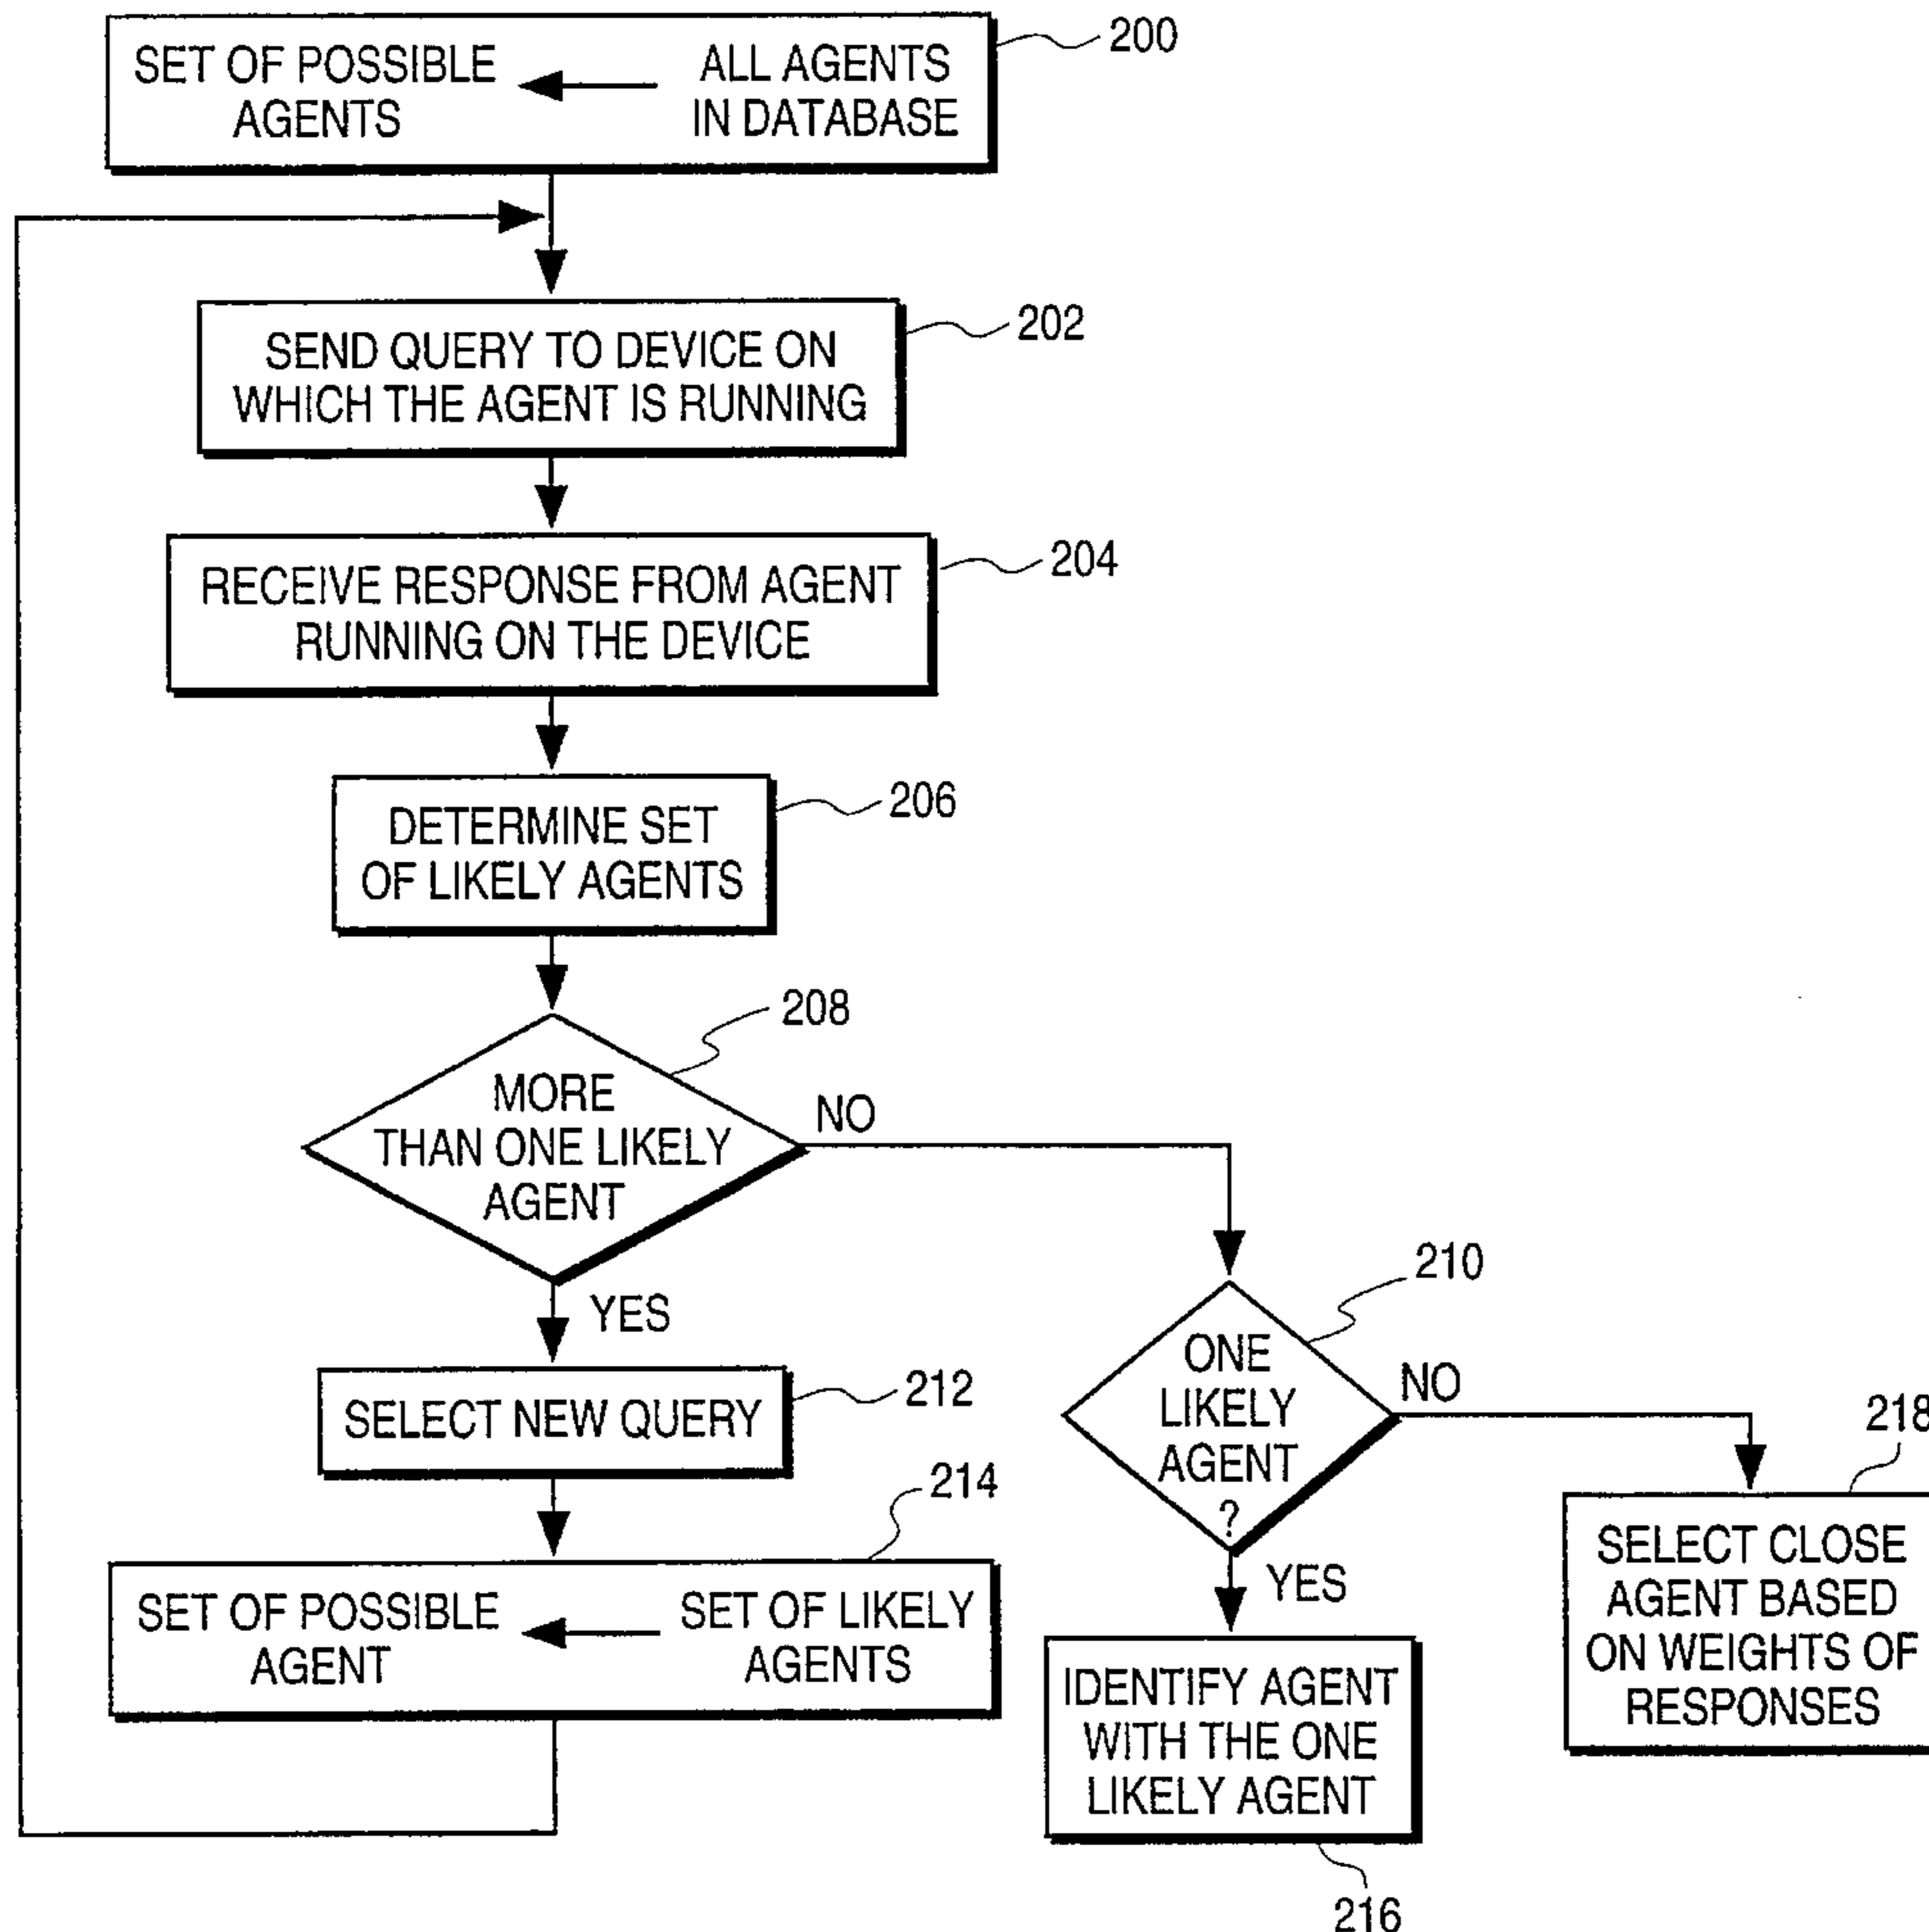 SET OF POSSIBLE
AGENTS
ALL AGENTS
IN DATABASE
200
SEND QUERY TO DEVICE ON
WHICH THE AGENT IS RUNNING
202
RECEIVE RESPONSE FROM AGENT
RUNNING ON THE DEVICE
204
DETERMINE SET
OF LIKELY AGENTS
206
MORE
THAN ONE LIKELY
AGENT
208
NO
YES
ONE
LIKELY
AGENT
?
210
NO
YES
SELECT NEW QUERY
212
SET OF POSSIBLE
AGENT
SET OF LIKELY
AGENTS
214
IDENTIFY AGENT
WITH THE ONE
LIKELY AGENT
216
SELECT CLOSE
AGENT BASED
ON WEIGHTS OF
RESPONSES
218